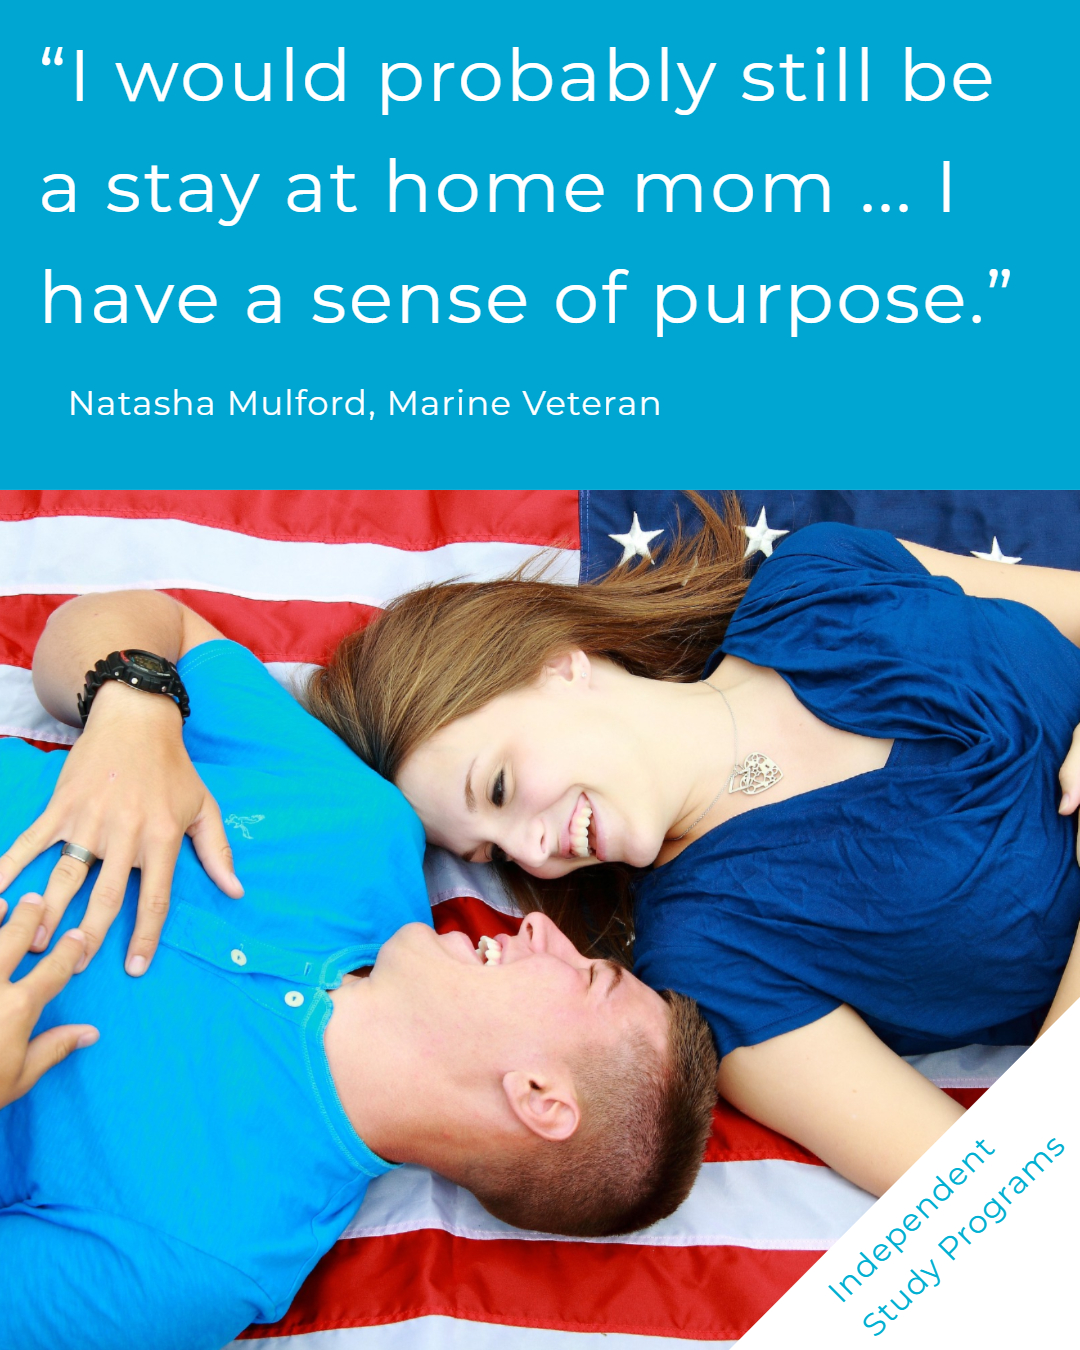 “I would probably still be
a stay at home mom ... I
have a sense of purpose.”
Natasha Mulford, Marine Veteran
Independent
Study Programs